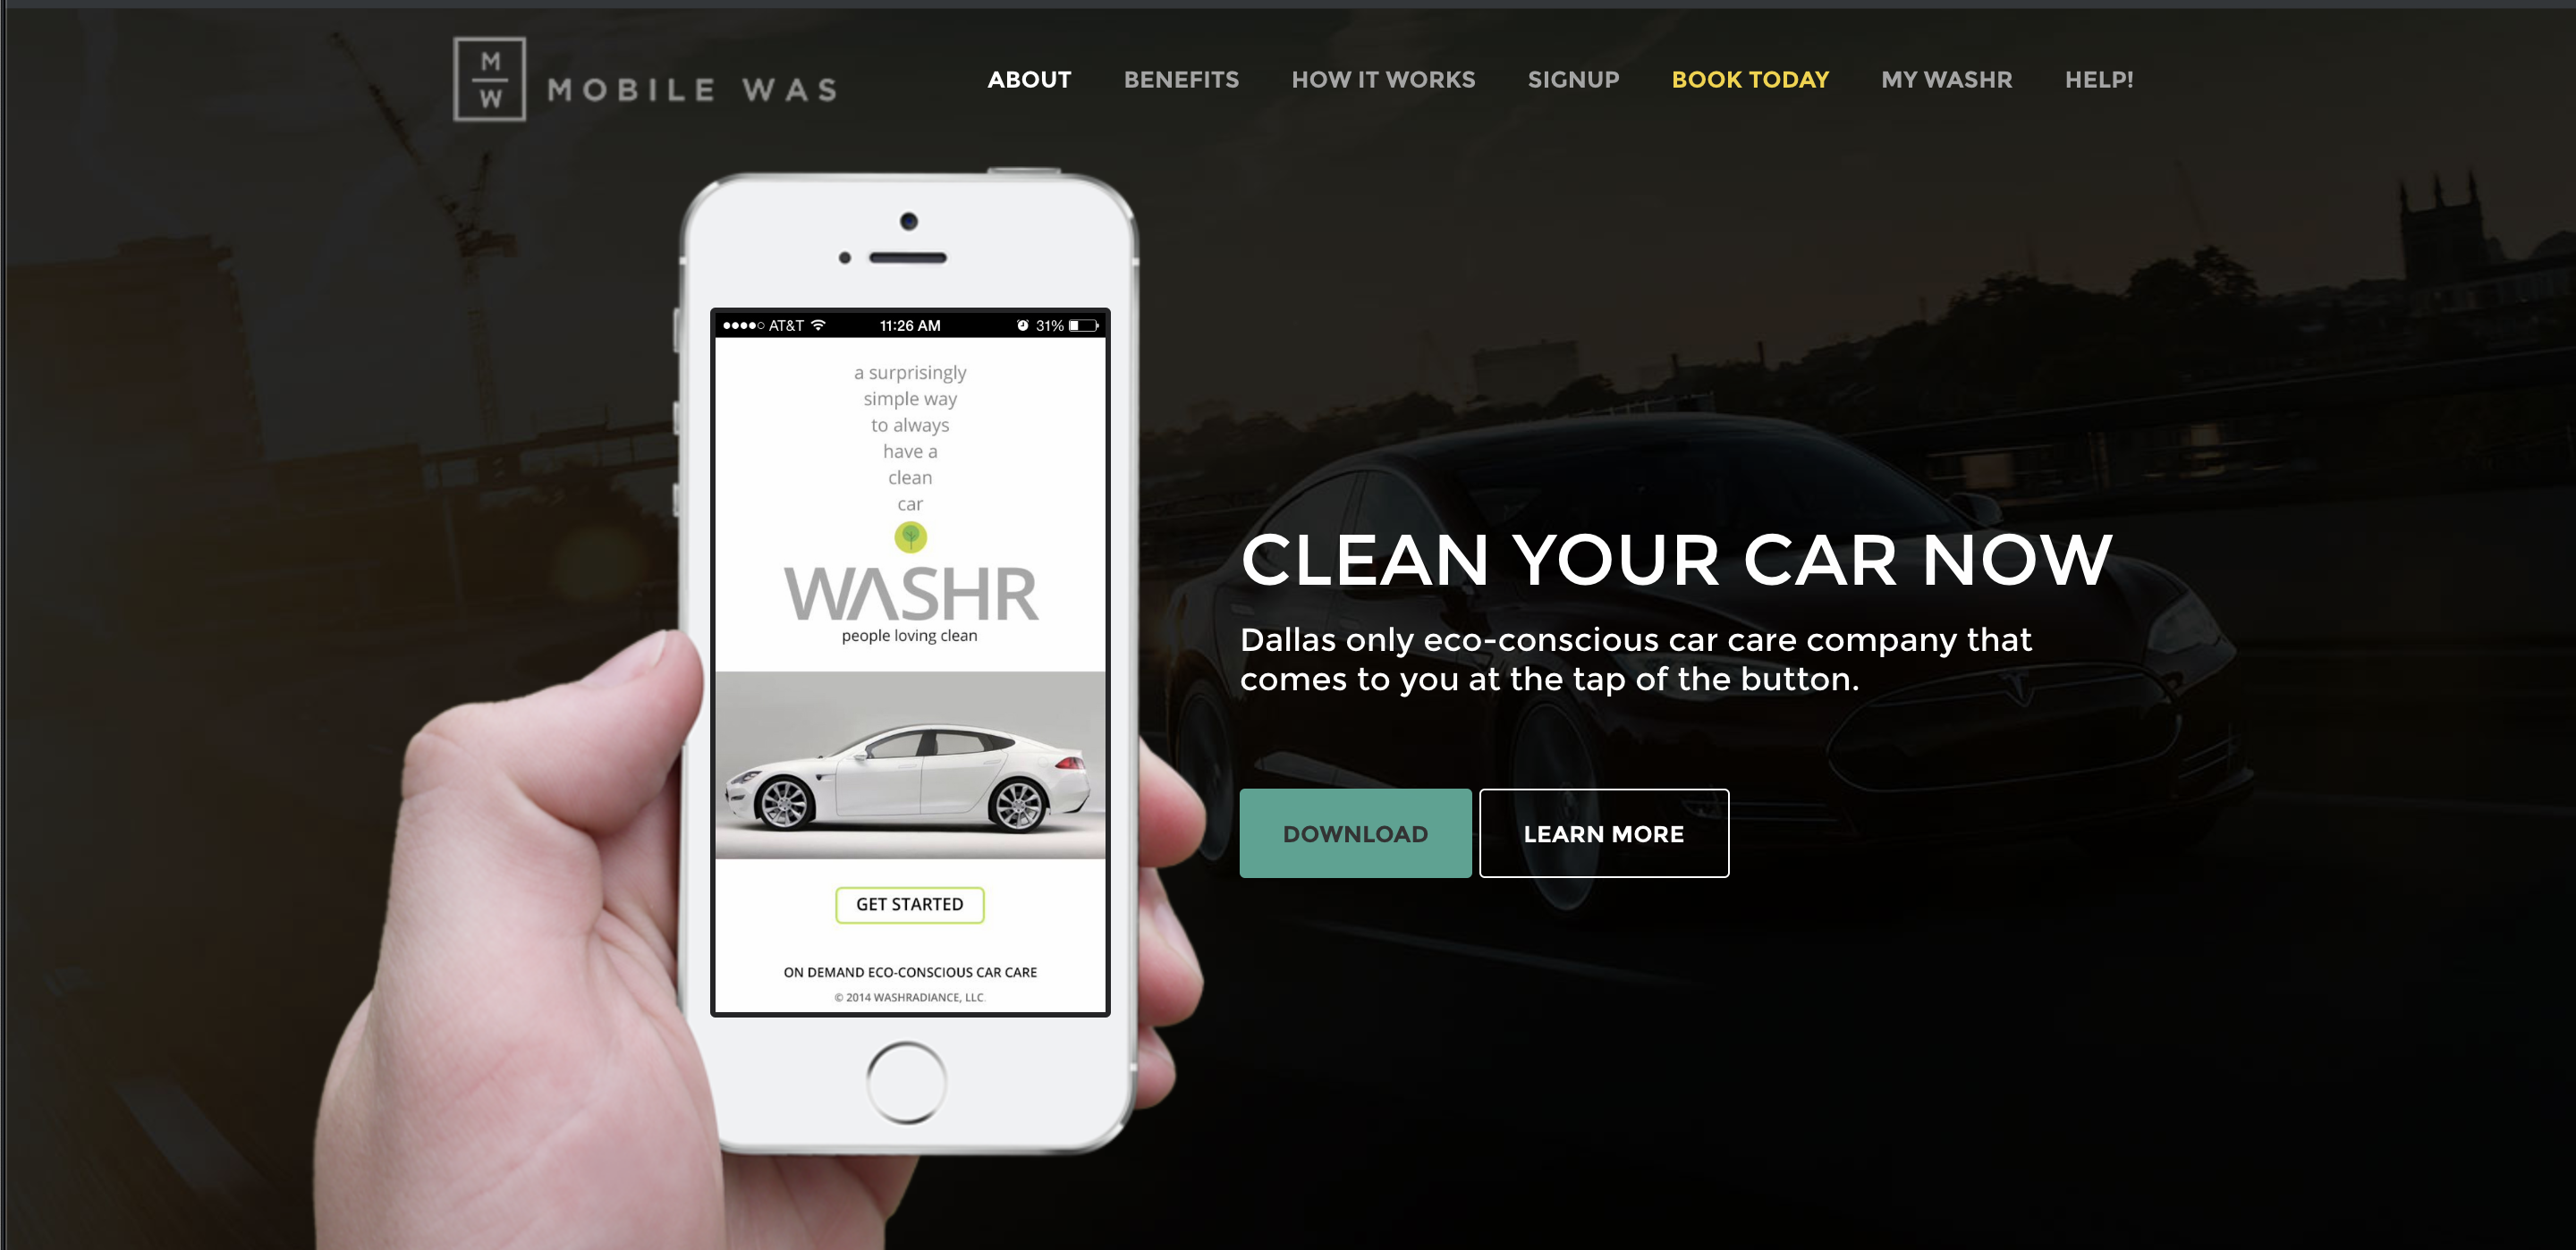 M
W
MOBILE WAS
ABOUT BENEFITS HOW IT WORKS SIGNUP BOOK TODAY MY WASHR HELP!
AT&T 11:26 AM 31%
a surprisingly
simple way
to always
have a
clean
car
WASHR
people loving clean
GET STARTED
ON DEMAND ECO-CONSCIOUS CAR CARE
© 2014 WASHRADIANCE, LLC.
CLEAN YOUR CAR NOW
Dallas only eco-conscious car care company that
comes to you at the tap of the button.
DOWNLOAD LEARN MORE